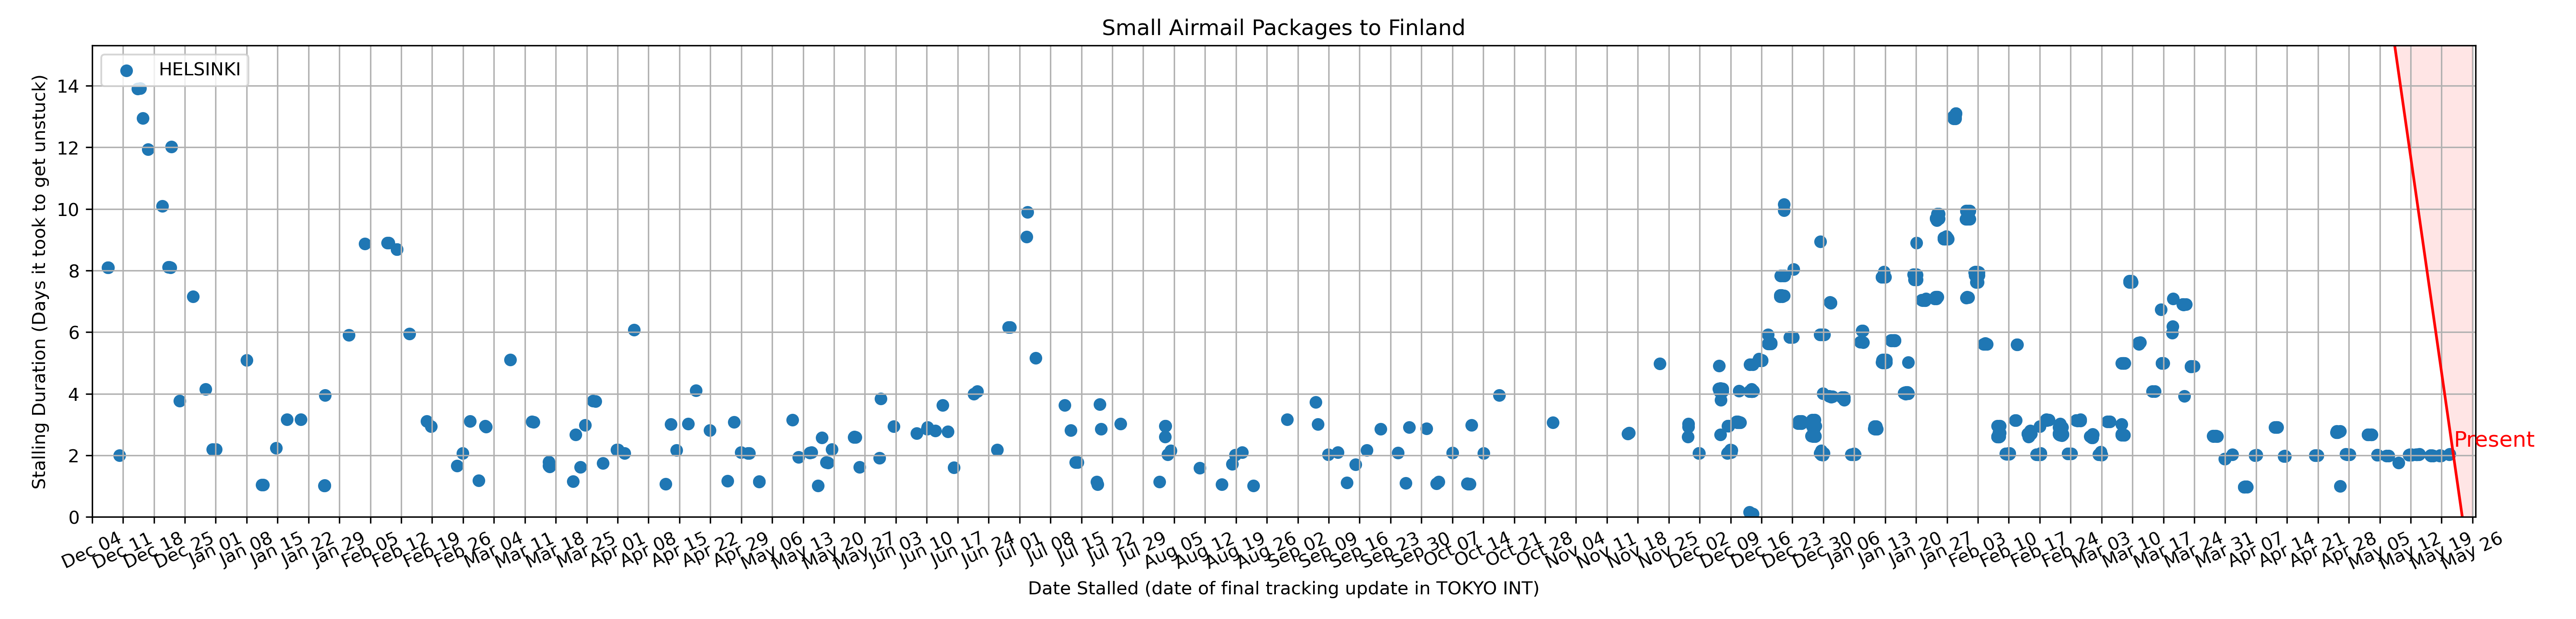 Small Airmail Packages to Finland
HELSINKI
Stalling Duration (Days it took to get unstuck)
14
12
10
8
6
4
2
0
Present
Dec 04
Dec 11
Dec 18
Dec 25
Jan 01
Jan 08
Jan 15
Jan 22
Jan 29
Feb 05
Feb 12
Feb 19
Feb 26
Mar 04
Mar 11
Mar 18
Mar 25
Apr 01
Apr 08
Apr 15
Apr 22
Apr 29
May 06
May 13
May 20
May 27
Jun 03
Jun 10
Jun 17
Jun 24
Jul 01
Jul 08
Jul 15
Jul 22
Jul 29
Aug 05
Aug 12
Aug 19
Aug 26
Sep 02
Sep 09
Sep 16
Sep 23
Sep 30
Oct 07
Oct 14
Oct 21
Oct 28
Nov 04
Nov 11
Nov 18
Nov 25
Dec 02
Dec 09
Dec 16
Dec 23
Dec 30
Jan 06
Jan 13
Jan 20
Jan 27
Feb 03
Feb 10
Feb 17
Feb 24
Mar 03
Mar 10
Mar 17
Mar 24
Mar 31
Apr 07
Apr 14
Apr 21
Apr 28
May 05
May 12
May 19
May 26
Date Stalled (date of final tracking update in TOKYO INT)